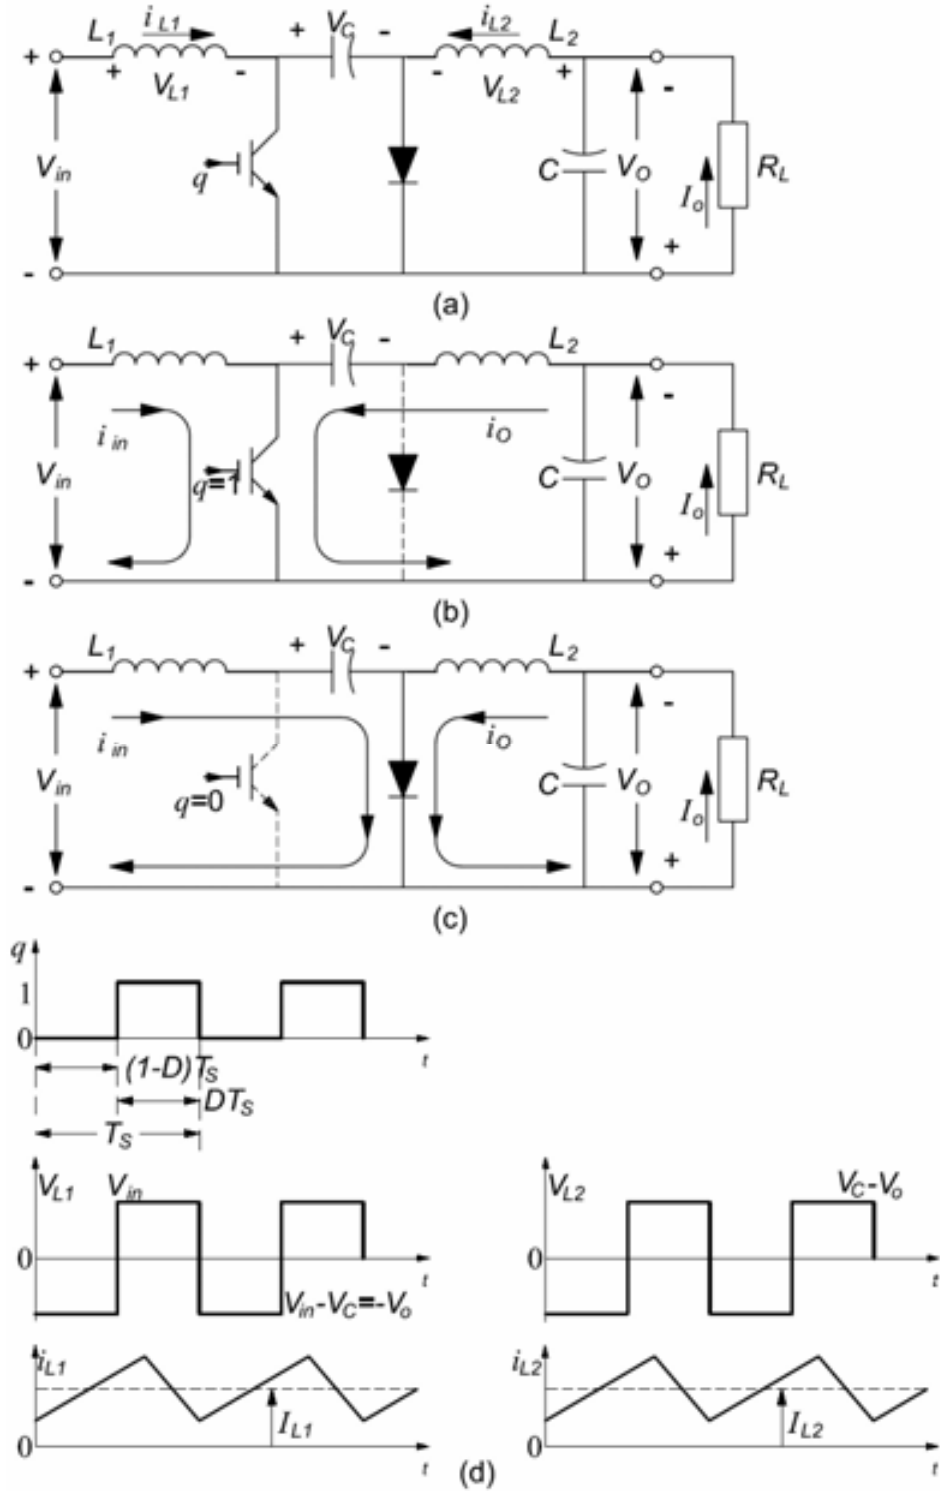 L1 iL1 + VC - iL2 L2
+ + - - + -
VL1 VL2
Vin q C VO Io RL
- +
(a)
L1 + VC - L2
+ -
iin iO
Vin q=1 C VO Io RL
- +
(b)
L1 + VC - L2
+ -
iin iO
Vin q=0 C VO Io RL
- +
(c)
q
1
0
t
(1-D)TS
DTS
TS
VL1 Vin
0
t
Vin-VC=-Vo
VL2 VC-Vo
0
t
iL1
IL1
0
t
iL2
IL2
0
t
(d)